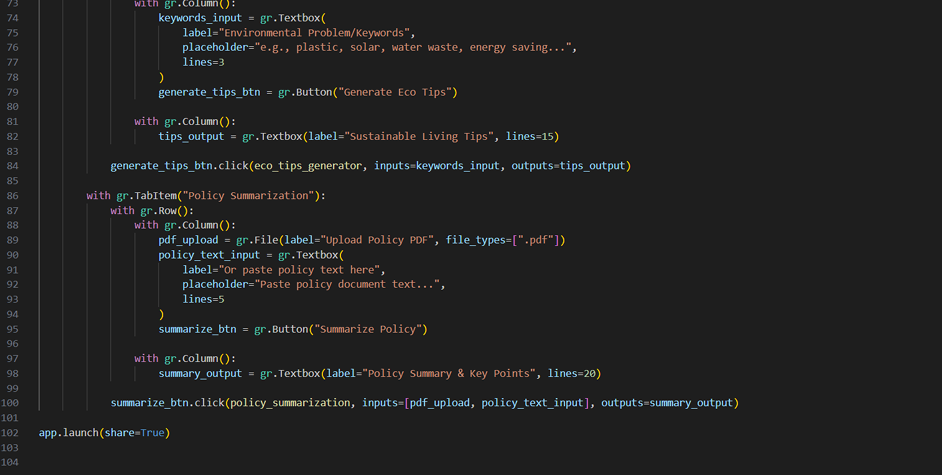 73 with gr.Column():
74 keywords_input = gr.Textbox(
75 label="Environmental Problem/Keywords",
76 placeholder="e.g., plastic, solar, water waste, energy saving...",
77 lines=3
78 )
79 generate_tips_btn = gr.Button("Generate Eco Tips")
80
81 with gr.Column():
82 tips_output = gr.Textbox(label="Sustainable Living Tips", lines=15)
83
84 generate_tips_btn.click(eco_tips_generator, inputs=keywords_input, outputs=tips_output)
85
86 with gr.TabItem("Policy Summarization"):
87 with gr.Row():
88 with gr.Column():
89 pdf_upload = gr.File(label="Upload Policy PDF", file_types=[".pdf"])
90 policy_text_input = gr.Textbox(
91 label="Or paste policy text here",
92 placeholder="Paste policy document text...",
93 lines=5
94 )
95 summarize_btn = gr.Button("Summarize Policy")
96
97 with gr.Column():
98 summary_output = gr.Textbox(label="Policy Summary & Key Points", lines=20)
99
100 summarize_btn.click(policy_summarization, inputs=[pdf_upload, policy_text_input], outputs=summary_output)
101
102 app.launch(share=True)
103
104